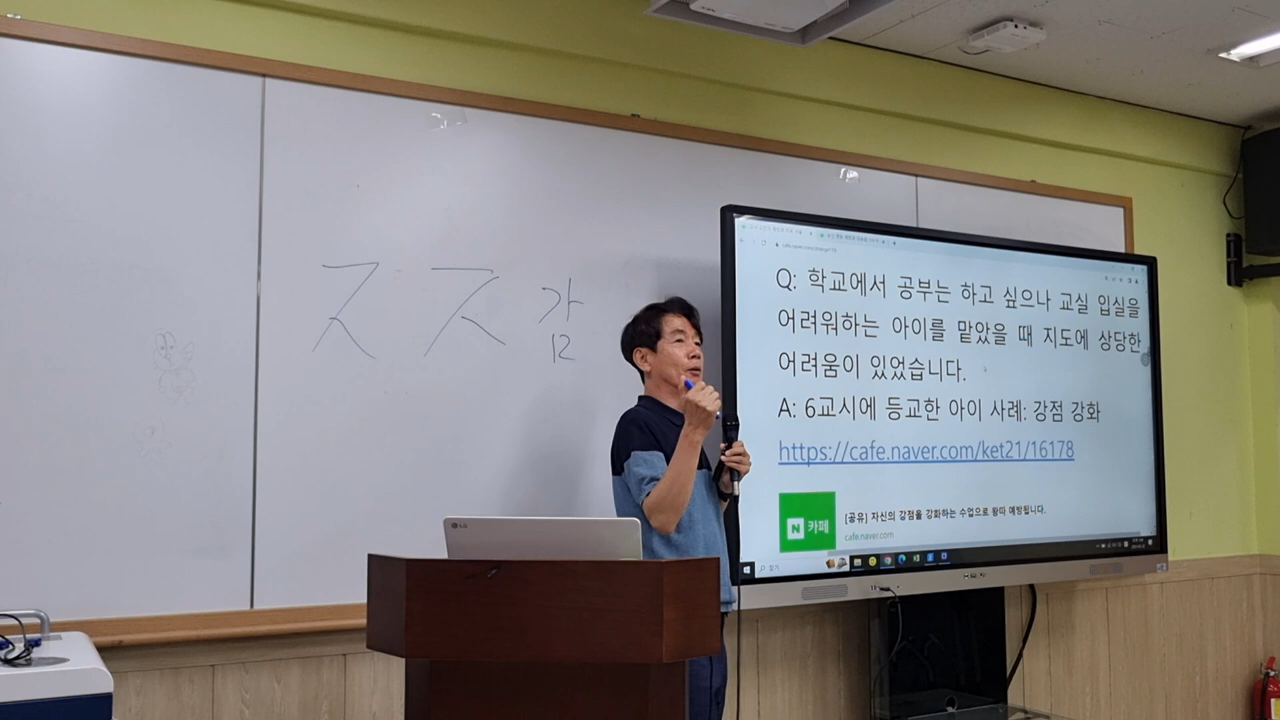 ㅈ ㅈ 감
12
Q: 학교에서 공부는 하고 싶으나 교실 입실을
어려워하는 아이를 맡았을 때 지도에 상당한
어려움이 있었습니다.
A: 6교시에 등교한 아이 사례: 강점 강화
https://cafe.naver.com/ket21/16178
N 카페
[공유] 자신의 강점을 강화하는 수업으로 왕따 예방됩니다.
cafe.naver.com
찾기
LG